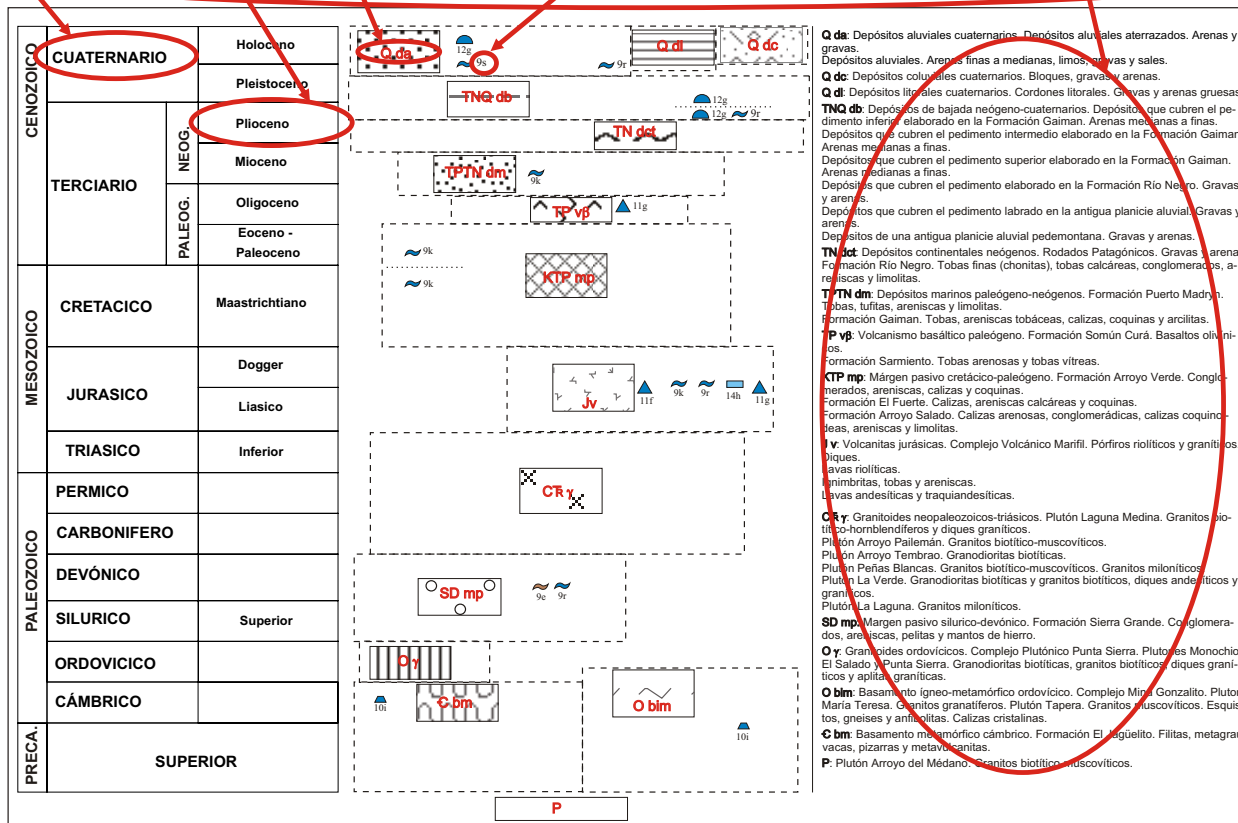 CENOZOICO
CUATERNARIO
Holoceno
Pleistoceno
TERCIARIO
NEOG.
Plioceno
Mioceno
PALEOG.
Oligoceno
Eoceno -
Paleoceno
MESOZOICO
CRETACICO
Maastrichtiano
JURASICO
Dogger
Liasico
TRIASICO
Inferior
PALEOZOICO
PERMICO
CARBONIFERO
DEVÓNICO
SILURICO
Superior
ORDOVICICO
CÁMBRICO
PRECA.
SUPERIOR
Q da
12g
9s
9r
Q dl
Q dc
TNQ db
12g
12g
9r
TN dct
TPTN dm
9k
TP vβ
11g
9k
9k
KTP mp
Jv
11f
9k
9r
14h
11g
CTR γ
SD mp
9e
9r
O γ
10i
Є bm
O bim
10i
P
Q da: Depósitos aluviales cuaternarios. Depósitos aluviales aterrazados. Arenas y
gravas.
Depósitos aluviales. Arenas finas a medianas, limos, gravas y sales.
Q dc: Depósitos coluviales cuaternarios. Bloques, gravas y arenas.
Q dl: Depósitos litorales cuaternarios. Cordones litorales. Gravas y arenas gruesas
TNQ db: Depósitos de bajada neógeno-cuaternarios. Depósitos que cubren el pe-
dimento inferior elaborado en la Formación Gaiman. Arenas medianas a finas.
Depósitos que cubren el pedimento intermedio elaborado en la Formación Gaiman
Arenas medianas a finas.
Depósitos que cubren el pedimento superior elaborado en la Formación Gaiman.
Arenas medianas a finas.
Depósitos que cubren el pedimento elaborado en la Formación Río Negro. Gravas
y arenas.
Depósitos que cubren el pedimento labrado en la antigua planicie aluvial. Gravas y
arenas.
Depósitos de una antigua planicie aluvial pedemontana. Gravas y arenas.
TN dct: Depósitos continentales neógenos. Rodados Patagónicos. Gravas y arena
Formación Río Negro. Tobas finas (chonitas), tobas calcáreas, conglomerados, a-
reniscas y limolitas.
TPTN dm: Depósitos marinos paleógeno-neógenos. Formación Puerto Madryn.
Tobas, tufitas, areniscas y limolitas.
Formación Gaiman. Tobas, areniscas tobáceas, calizas, coquinas y arcilitas.
TP vβ: Volcanismo basáltico paleógeno. Formación Somún Curá. Basaltos olivíni-
cos.
Formación Sarmiento. Tobas arenosas y tobas vítreas.
KTP mp: Márgen pasivo cretácico-paleógeno. Formación Arroyo Verde. Conglo-
merados, areniscas, calizas y coquinas.
Formación El Fuerte. Calizas, areniscas calcáreas y coquinas.
Formación Arroyo Salado. Calizas arenosas, conglomerádicas, calizas coquinoi-
deas, areniscas y limolitas.
J v: Volcanitas jurásicas. Complejo Volcánico Marifil. Pórfiros riolíticos y graníticos
Diques.
Lavas riolíticas.
Ignimbritas, tobas y areniscas.
Lavas andesíticas y traquiandesíticas.
CTR γ: Granitoides neopaleozoicos-triásicos. Plutón Laguna Medina. Granitos bio-
títico-hornblendíferos y diques graníticos.
Plutón Arroyo Pailemán. Granitos biotítico-muscovíticos.
Plutón Arroyo Tembrao. Granodioritas biotíticas.
Plutón Peñas Blancas. Granitos biotítico-muscovíticos. Granitos miloníticos
Plutón La Verde. Granodioritas biotíticas y granitos biotíticos, diques andesíticos y
graníticos.
Plutón La Laguna. Granitos miloníticos.
SD mp: Margen pasivo silurico-devónico. Formación Sierra Grande. Conglomera-
dos, areniscas, pelitas y mantos de hierro.
O γ: Granitoides ordovícicos. Complejo Plutónico Punta Sierra. Plutones Monochio
El Salado y Punta Sierra. Granodioritas biotíticas, granitos biotíticos, diques graní-
ticos y aplitas graníticas.
O bim: Basamento ígneo-metamórfico ordovícico. Complejo Mina Gonzalito. Pluton
María Teresa. Granitos granatíferos. Plutón Tapera. Granitos muscovíticos. Esquis
tos, gneises y anfibolitas. Calizas cristalinas.
Є bm: Basamento metamórfico cámbrico. Formación El Jagüelito. Filitas, metagrau
vacas, pizarras y metavulcanitas.
P: Plutón Arroyo del Médano. Granitos biotítico-muscovíticos.